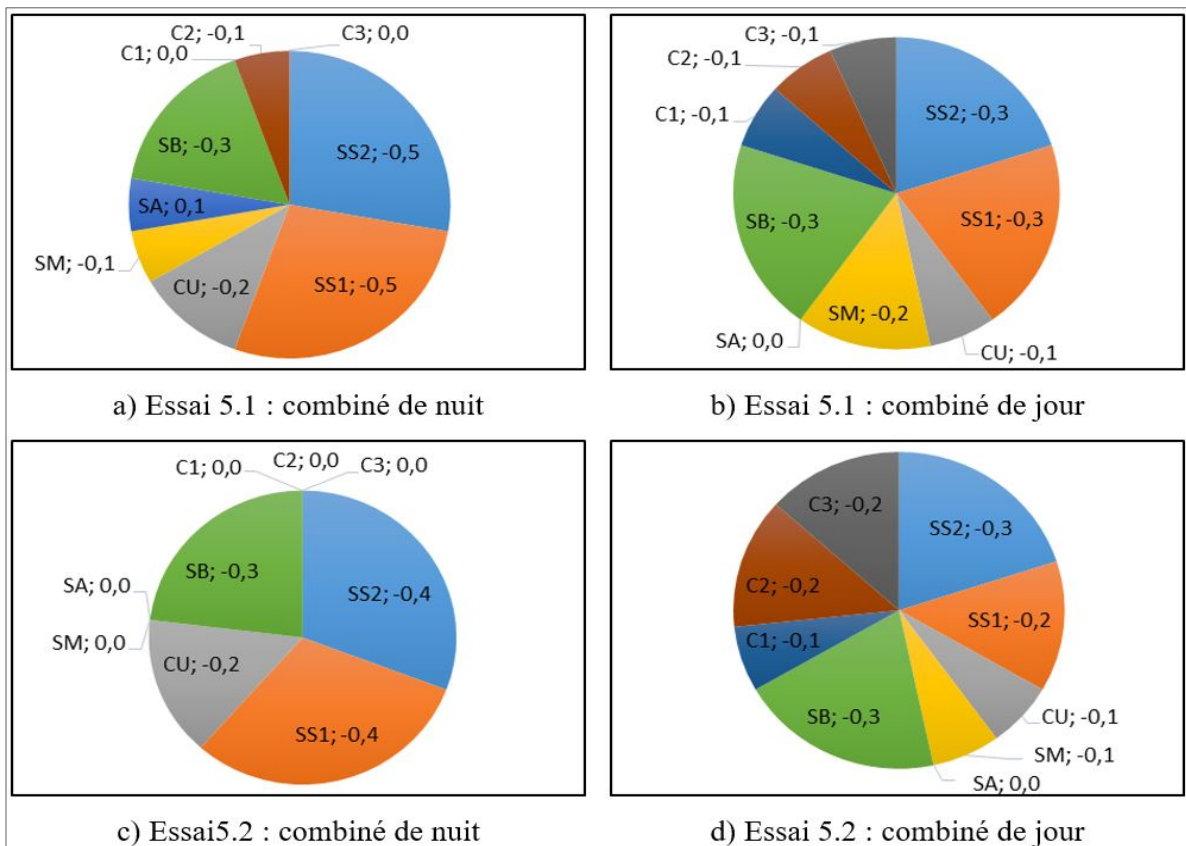 C2; -0,1
C3; 0,0
C1; 0,0
SB; -0,3
SS2; -0,5
SA; 0,1
SM; -0,1
CU; -0,2
SS1; -0,5
a) Essai 5.1 : combiné de nuit
C3; -0,1
C2; -0,1
C1; -0,1
SS2; -0,3
SB; -0,3
SS1; -0,3
SM; -0,2
SA; 0,0
CU; -0,1
b) Essai 5.1 : combiné de jour
C2; 0,0
C1; 0,0
C3; 0,0
SB; -0,3
SA; 0,0
SS2; -0,4
SM; 0,0
CU; -0,2
SS1; -0,4
c) Essai5.2 : combiné de nuit
C3; -0,2
SS2; -0,3
C2; -0,2
SS1; -0,2
C1; -0,1
SB; -0,3
CU; -0,1
SM; -0,1
SA; 0,0
d) Essai 5.2 : combiné de jour